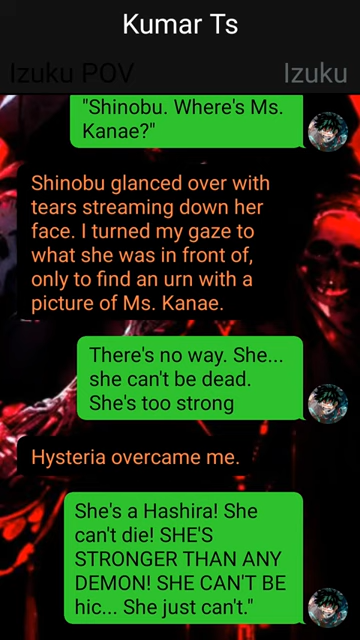 Kumar Ts
Izuku POV
Izuku
"Shinobu. Where's Ms.
Kanae?"
Shinobu glanced over with
tears streaming down her
face. I turned my gaze to
what she was in front of,
only to find an urn with a
picture of Ms. Kanae.
There's no way. She...
she can't be dead.
She's too strong
Hysteria overcame me.
She's a Hashira! She
can't die! SHE'S
STRONGER THAN ANY
DEMON! SHE CAN'T BE
hic... She just can't."